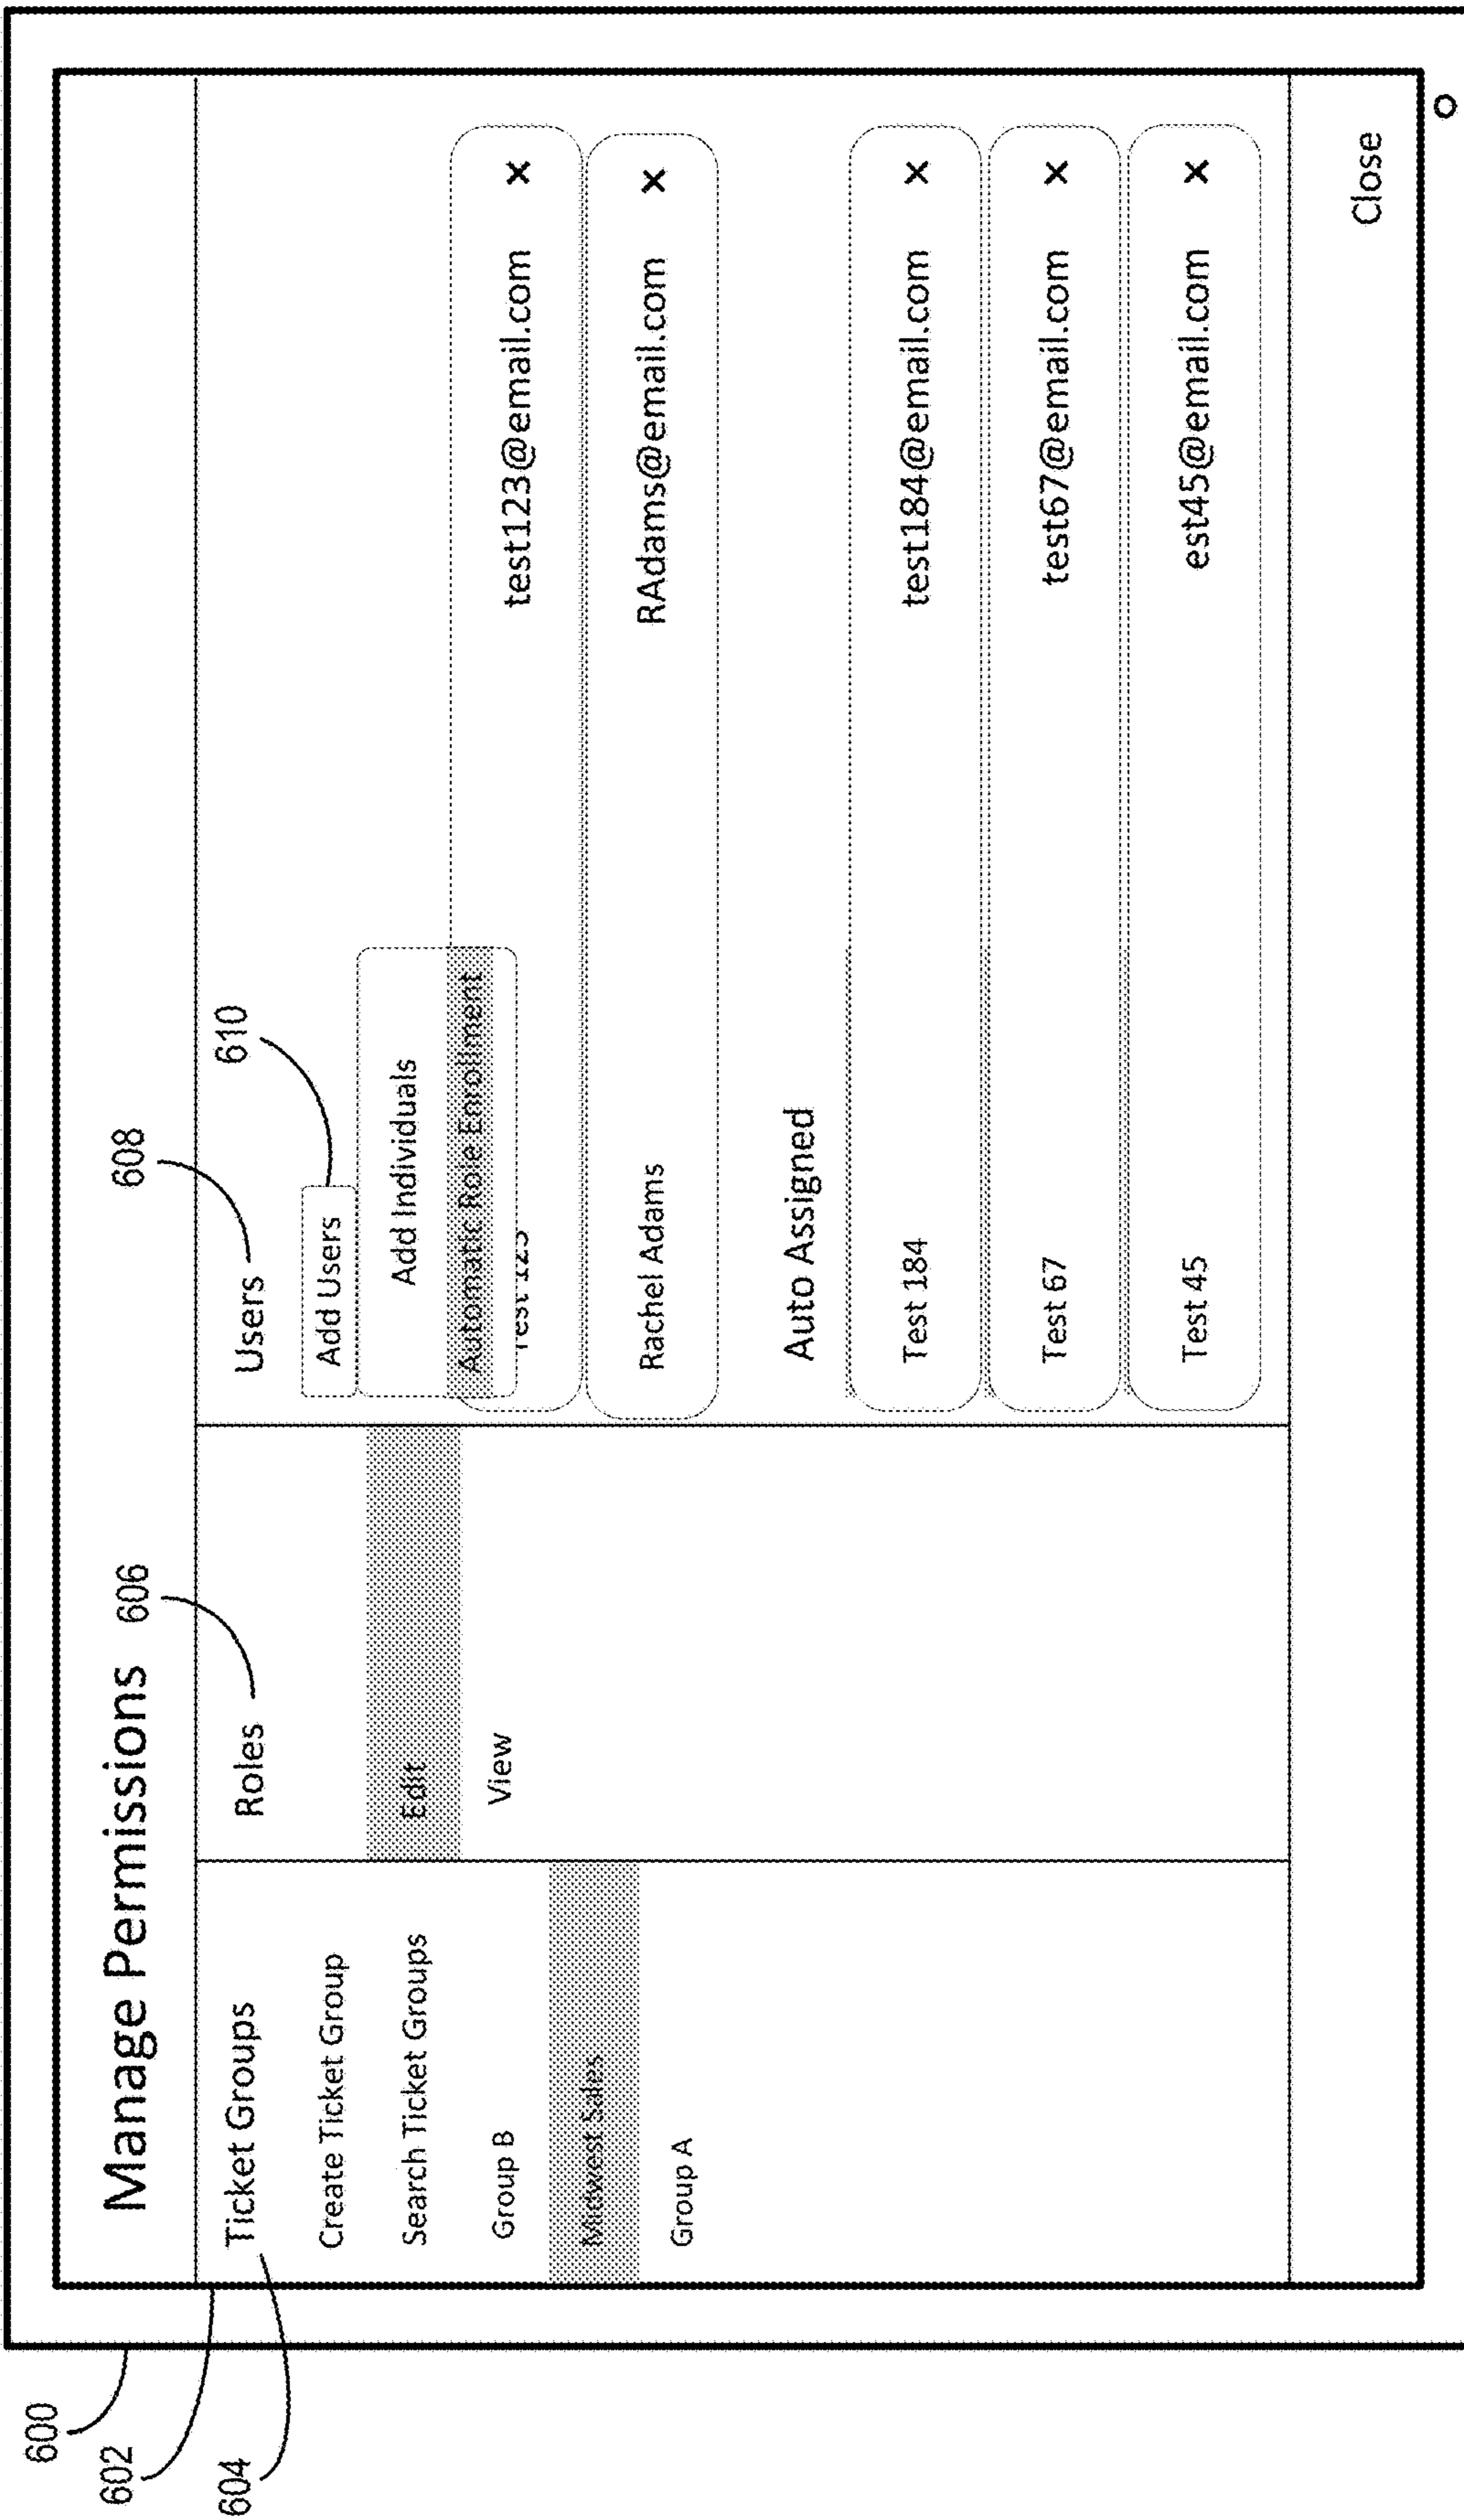 600
602
604
Manage Permissions
606
608
610
Ticket Groups
Create Ticket Group
Search Ticket Groups
Group B
Midwest Sales
Group A
Roles
Edit
View
Users
Add Users
Add Individuals
Automatic Role Enrollment
Test 123 test123@email.com X
Rachel Adams RAdams@email.com X
Auto Assigned
Test 184 test184@email.com X
Test 67 test67@email.com X
Test 45 est45@email.com X
Close